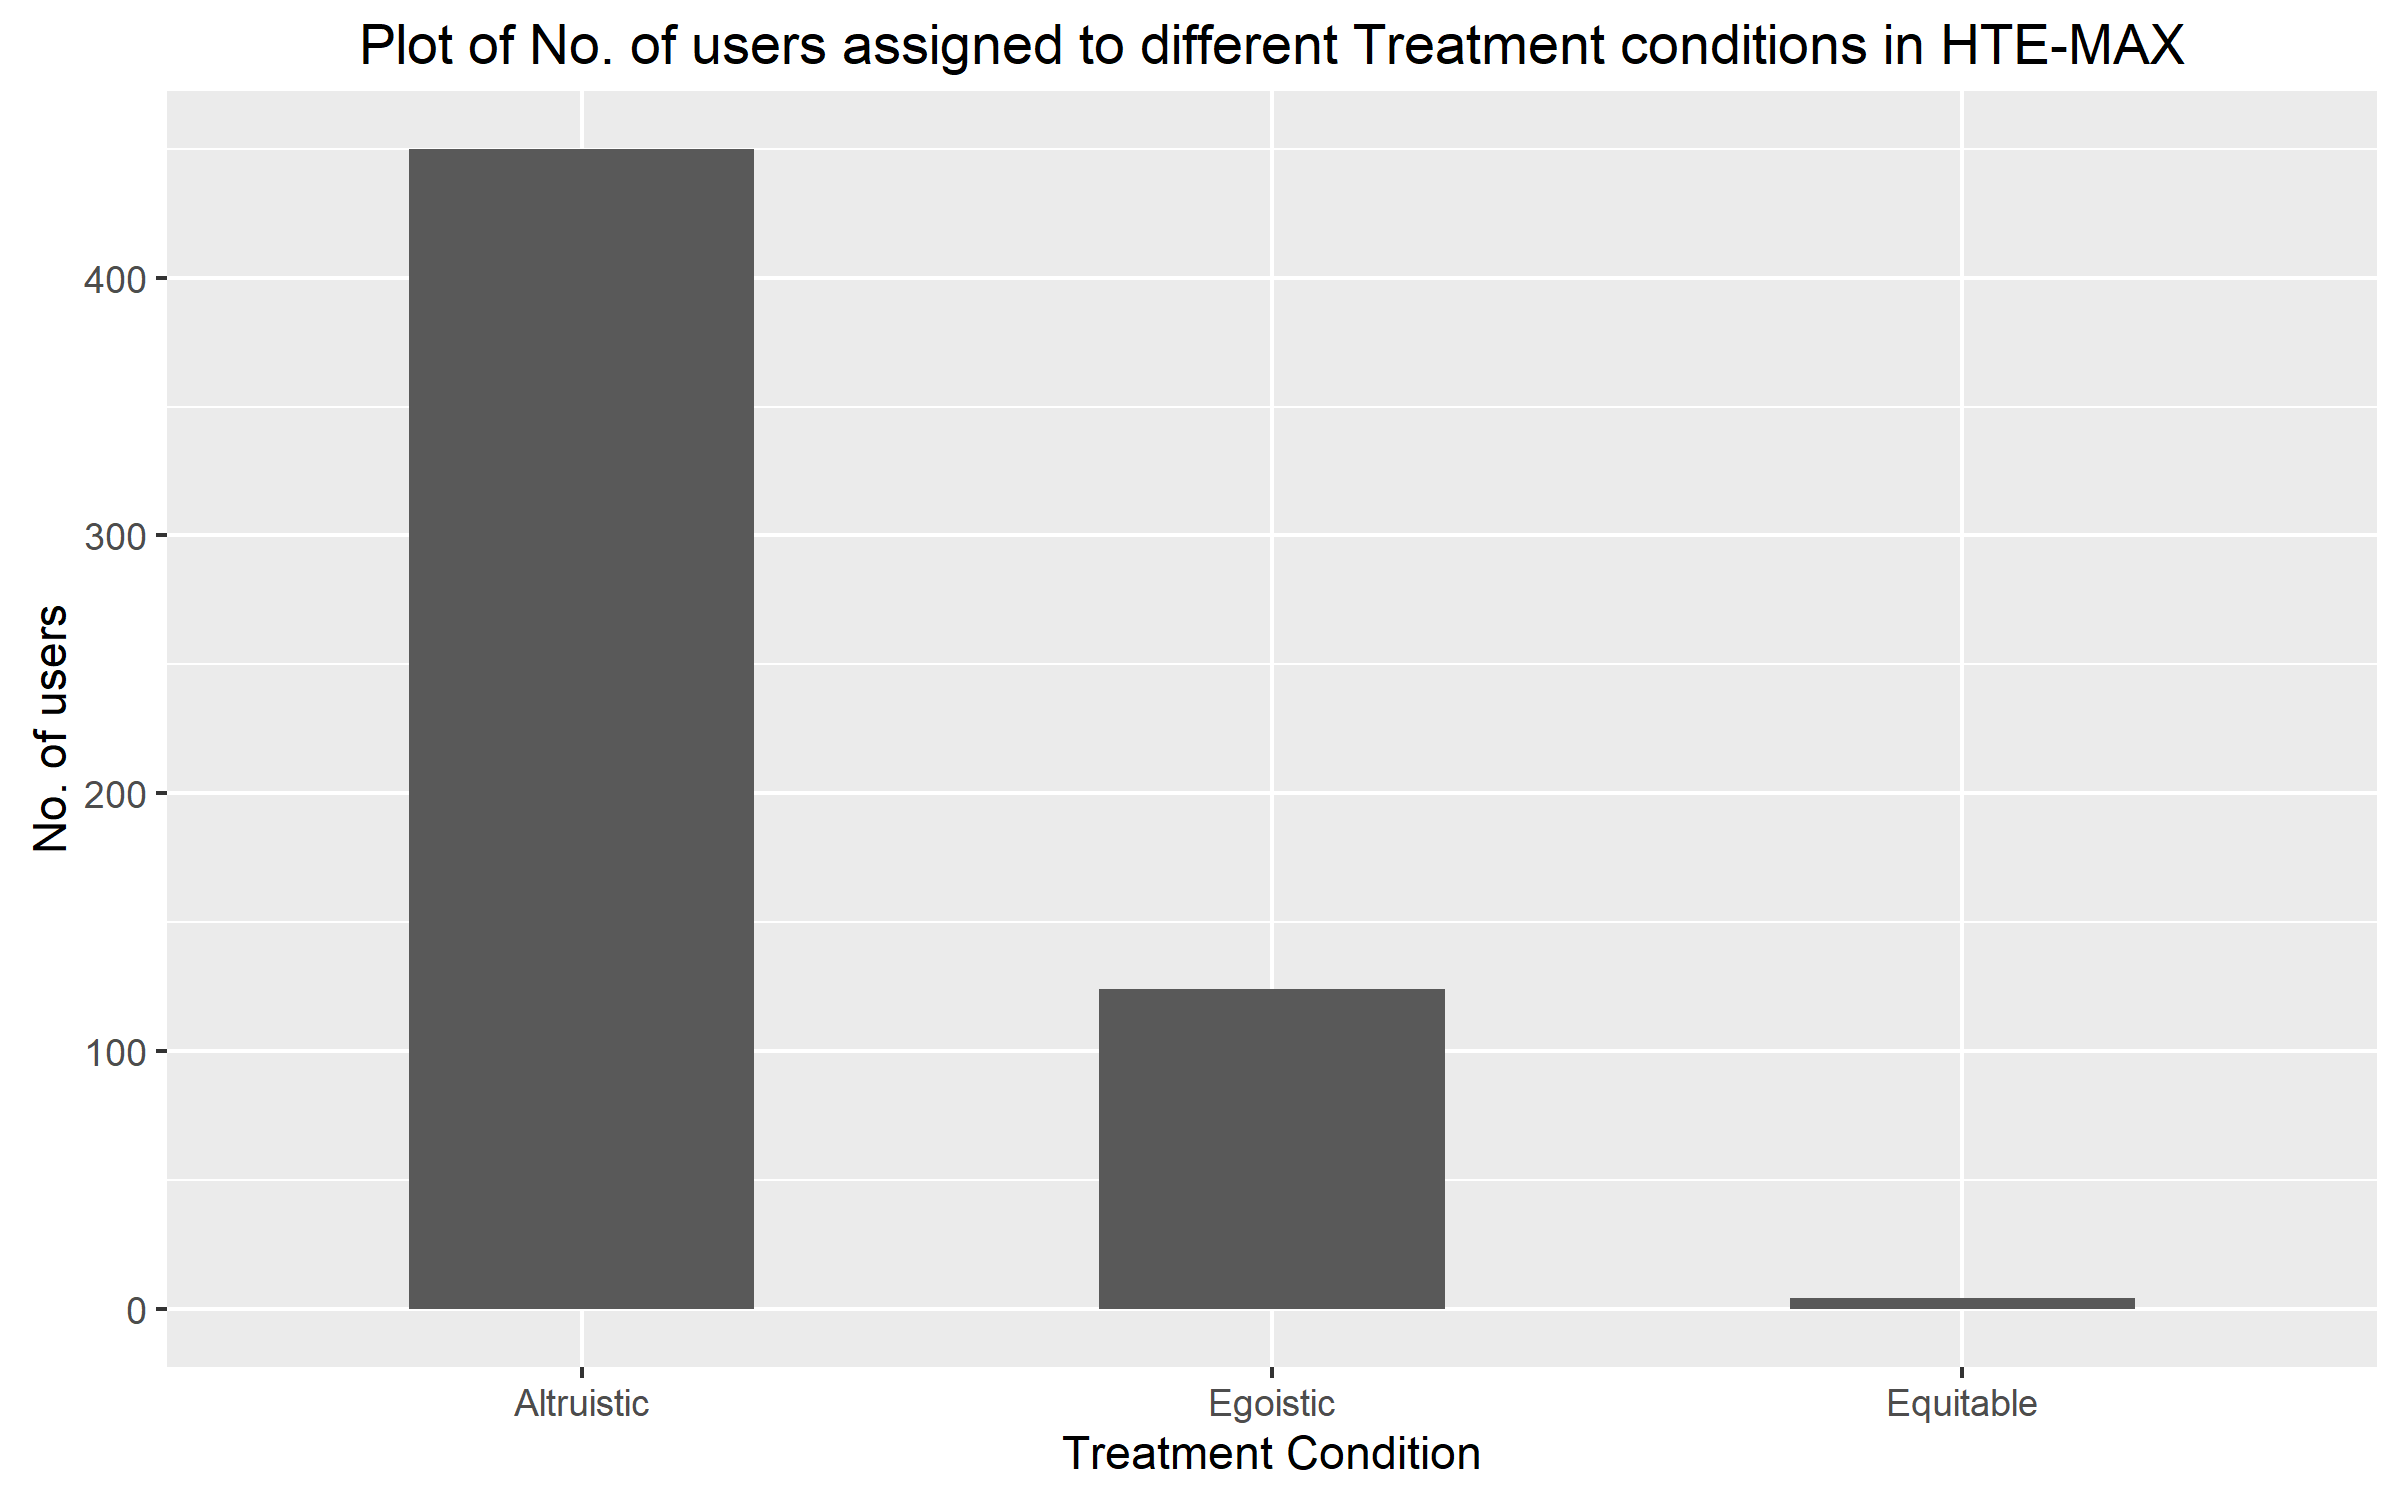 Plot of No. of users assigned to different Treatment conditions in HTE-MAX
No. of users
400
300
200
100
0
Altruistic
Egoistic
Equitable
Treatment Condition